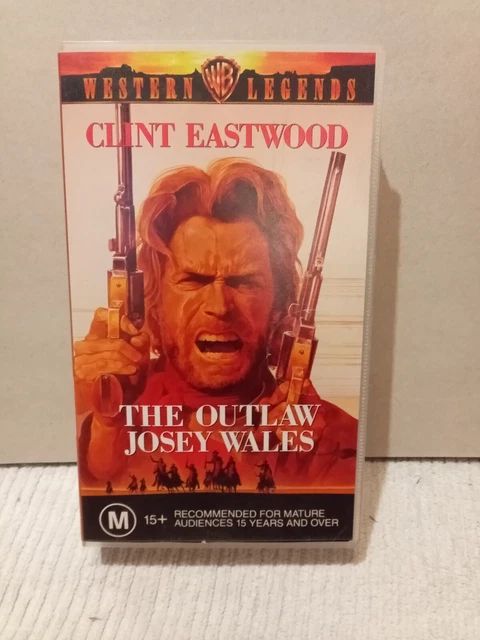 WESTERN WB LEGENDS
CLINT EASTWOOD
THE OUTLAW
JOSEY WALES
M 15+ RECOMMENDED FOR MATURE
AUDIENCES 15 YEARS AND OVER